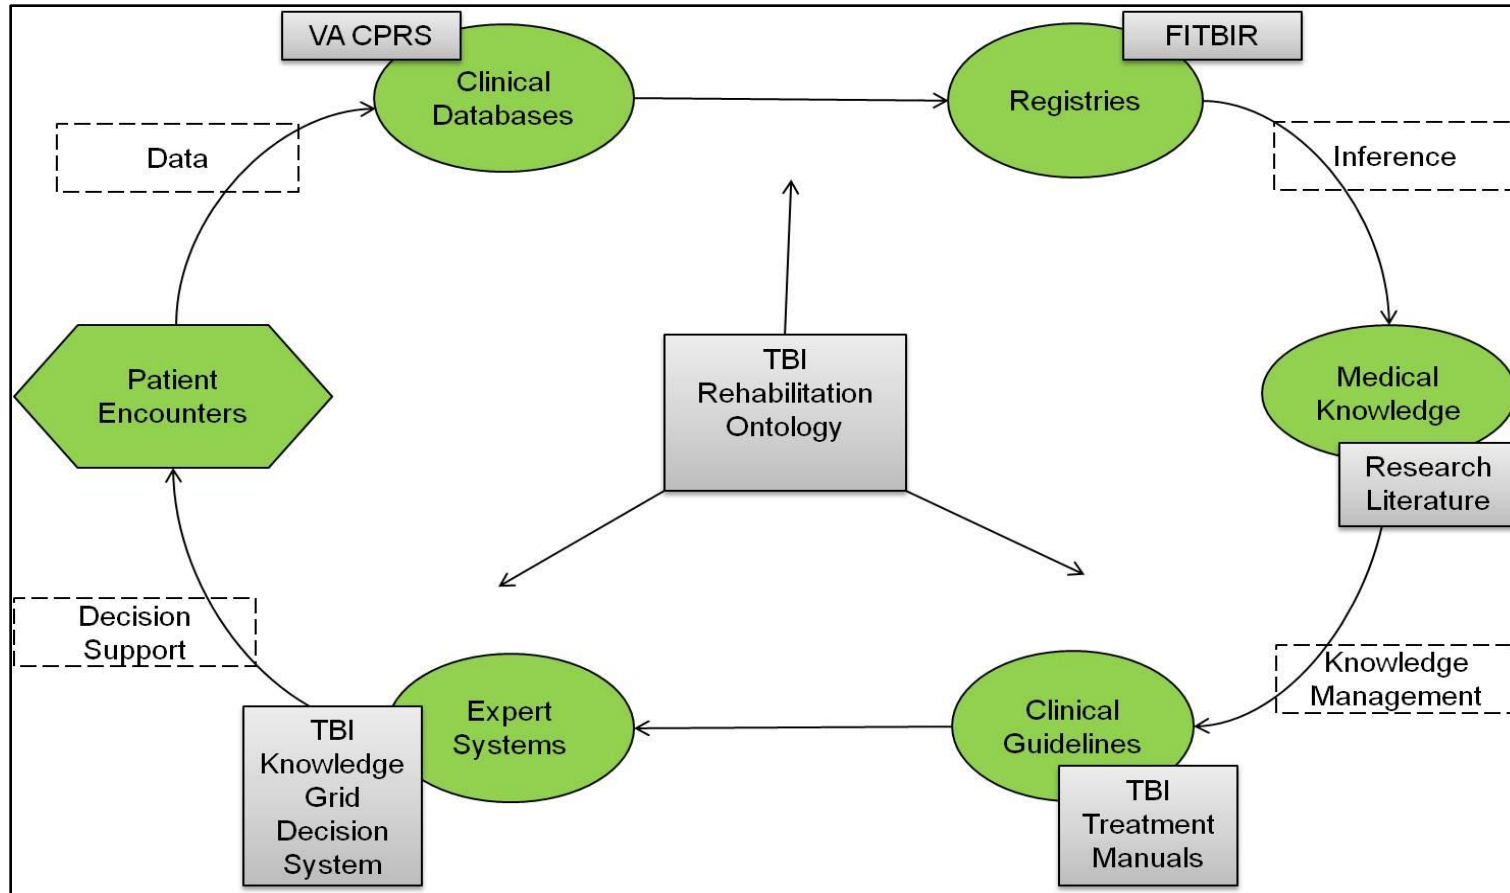 VA CPRS
Clinical
Databases
FITBIR
Registries
Data
Inference
Patient
Encounters
TBI
Rehabilitation
Ontology
Medical
Knowledge
Research
Literature
Decision
Support
Knowledge
Management
Expert
Systems
TBI
Knowledge
Grid
Decision
System
Clinical
Guidelines
TBI
Treatment
Manuals